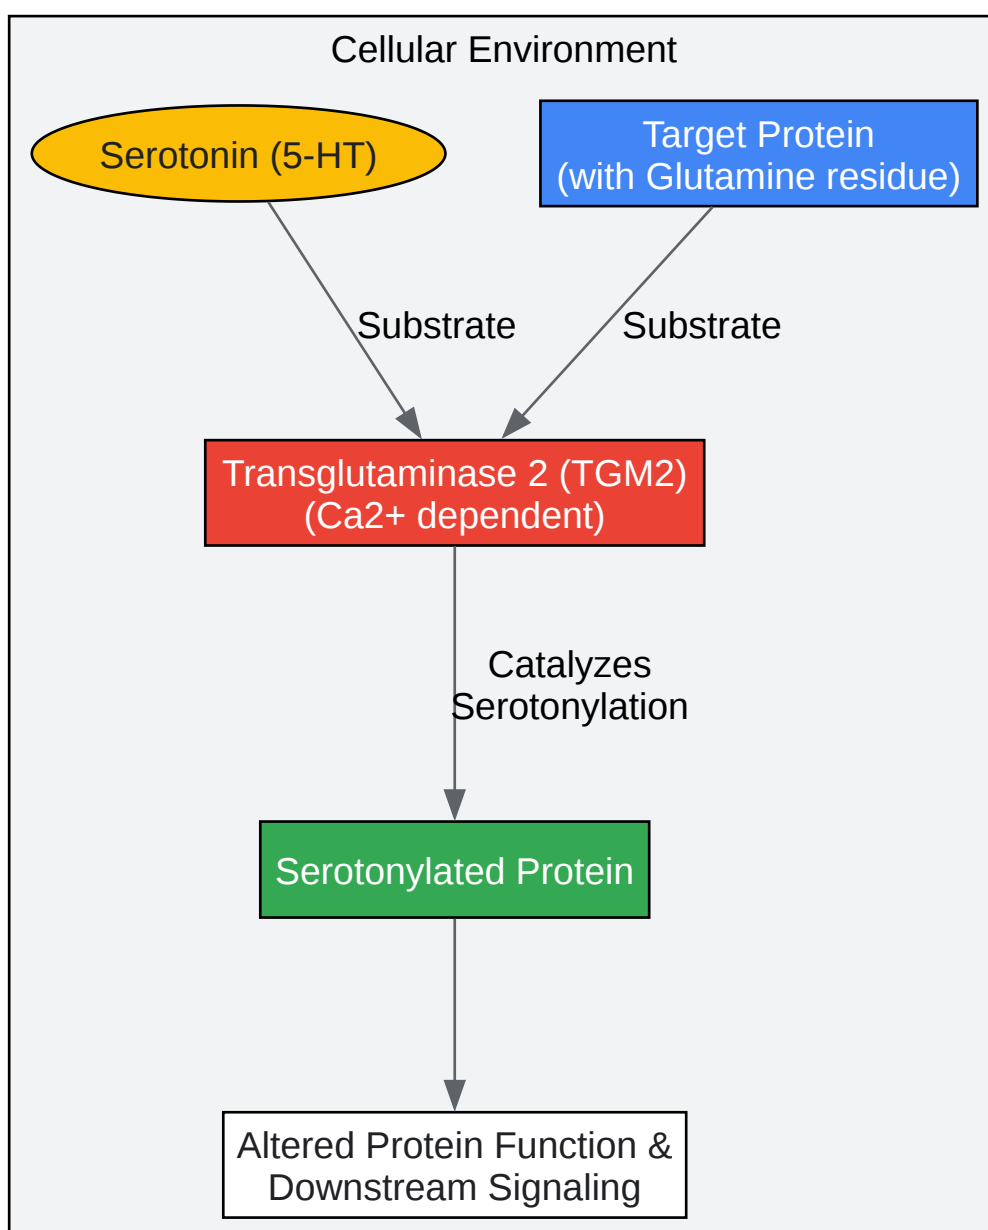 Cellular Environment
Serotonin (5-HT)
Target Protein
(with Glutamine residue)
Substrate
Substrate
Transglutaminase 2 (TGM2)
(Ca2+ dependent)
Catalyzes
Serotonylation
Serotonylated Protein
Altered Protein Function &
Downstream Signaling